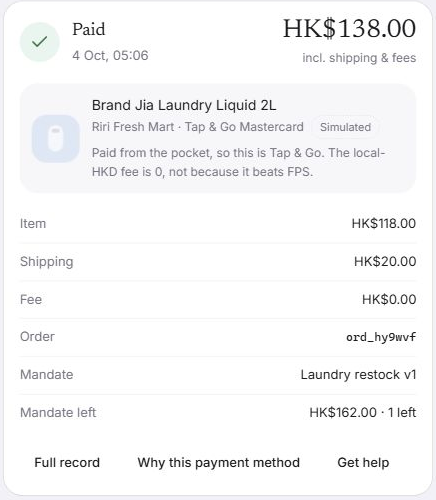 Paid
HK$138.00
4 Oct, 05:06
incl. shipping & fees
Brand Jia Laundry Liquid 2L
Riri Fresh Mart · Tap & Go Mastercard Simulated
Paid from the pocket, so this is Tap & Go. The local-
HKD fee is 0, not because it beats FPS.
Item HK$118.00
Shipping HK$20.00
Fee HK$0.00
Order ord_hy9wvf
Mandate Laundry restock v1
Mandate left HK$162.00 · 1 left
Full record Why this payment method Get help